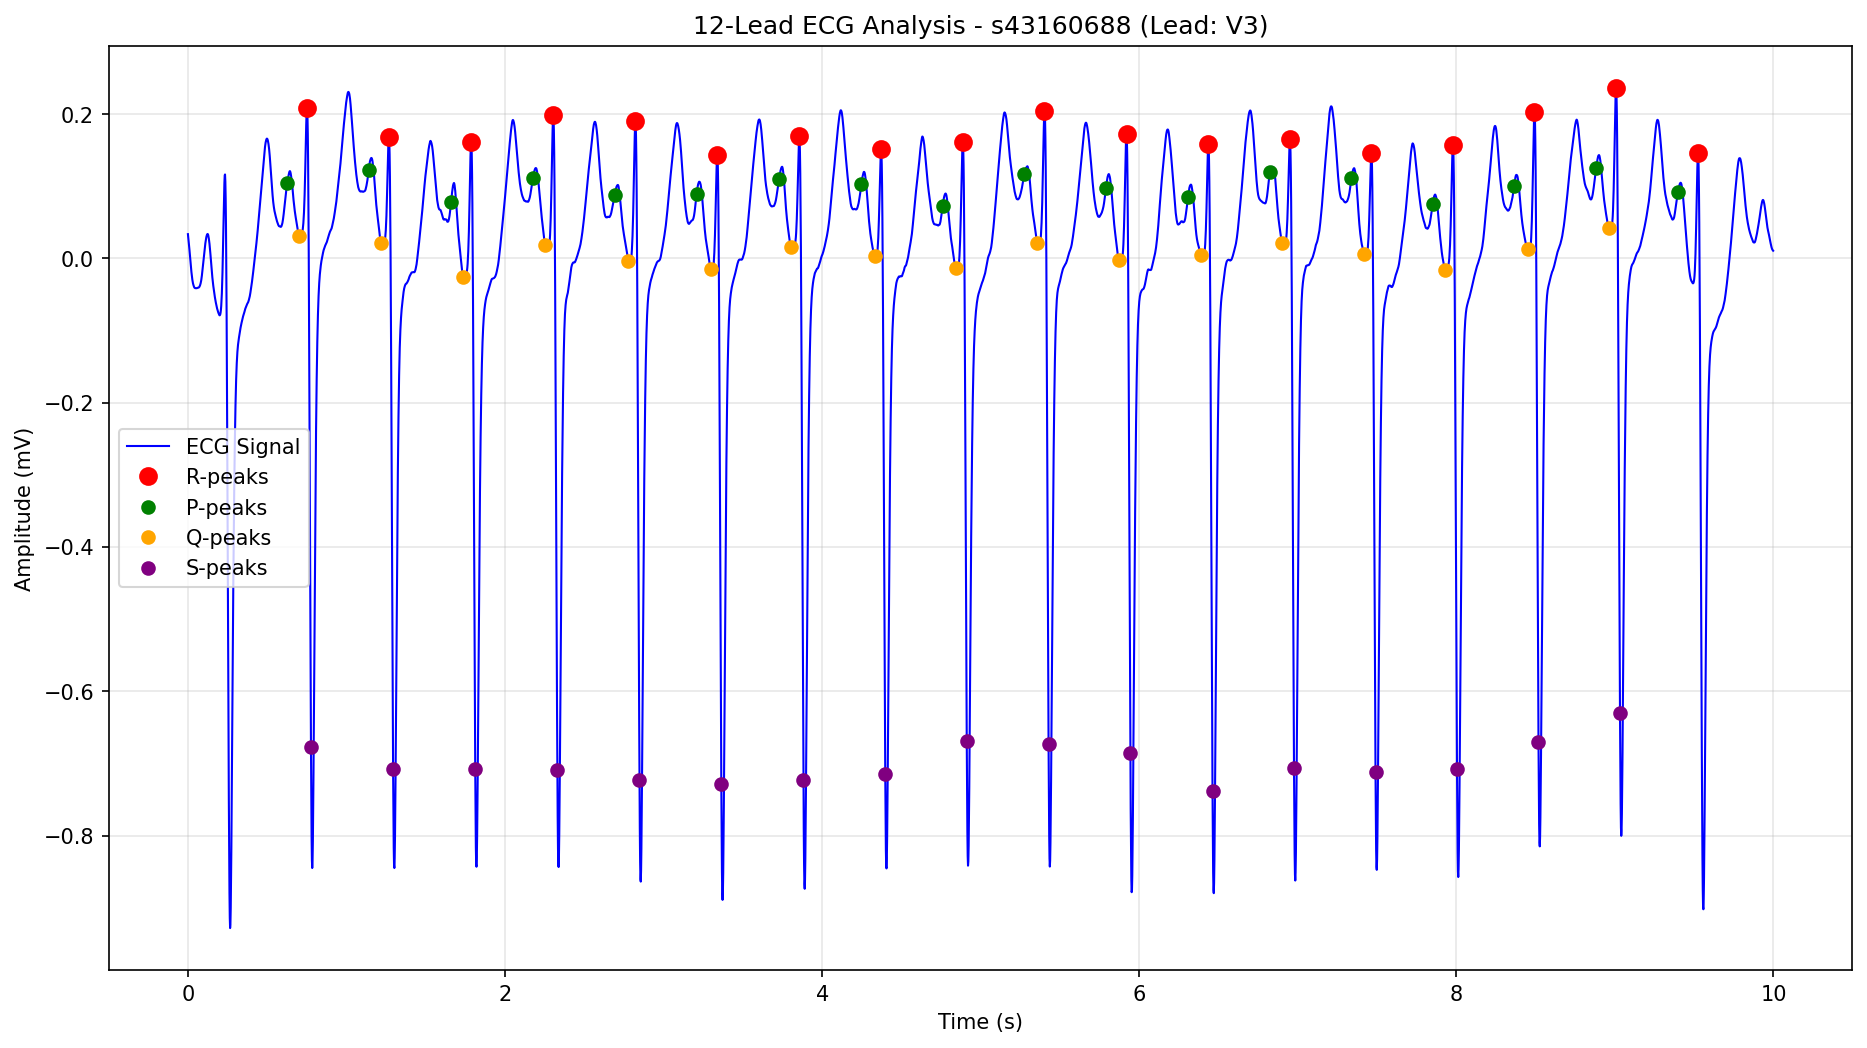 12-Lead ECG Analysis - s43160688 (Lead: V3)
0.2
0.0
−0.2
−0.4
−0.6
−0.8
Amplitude (mV)
ECG Signal
R-peaks
P-peaks
Q-peaks
S-peaks
0 2 4 6 8 10
Time (s)